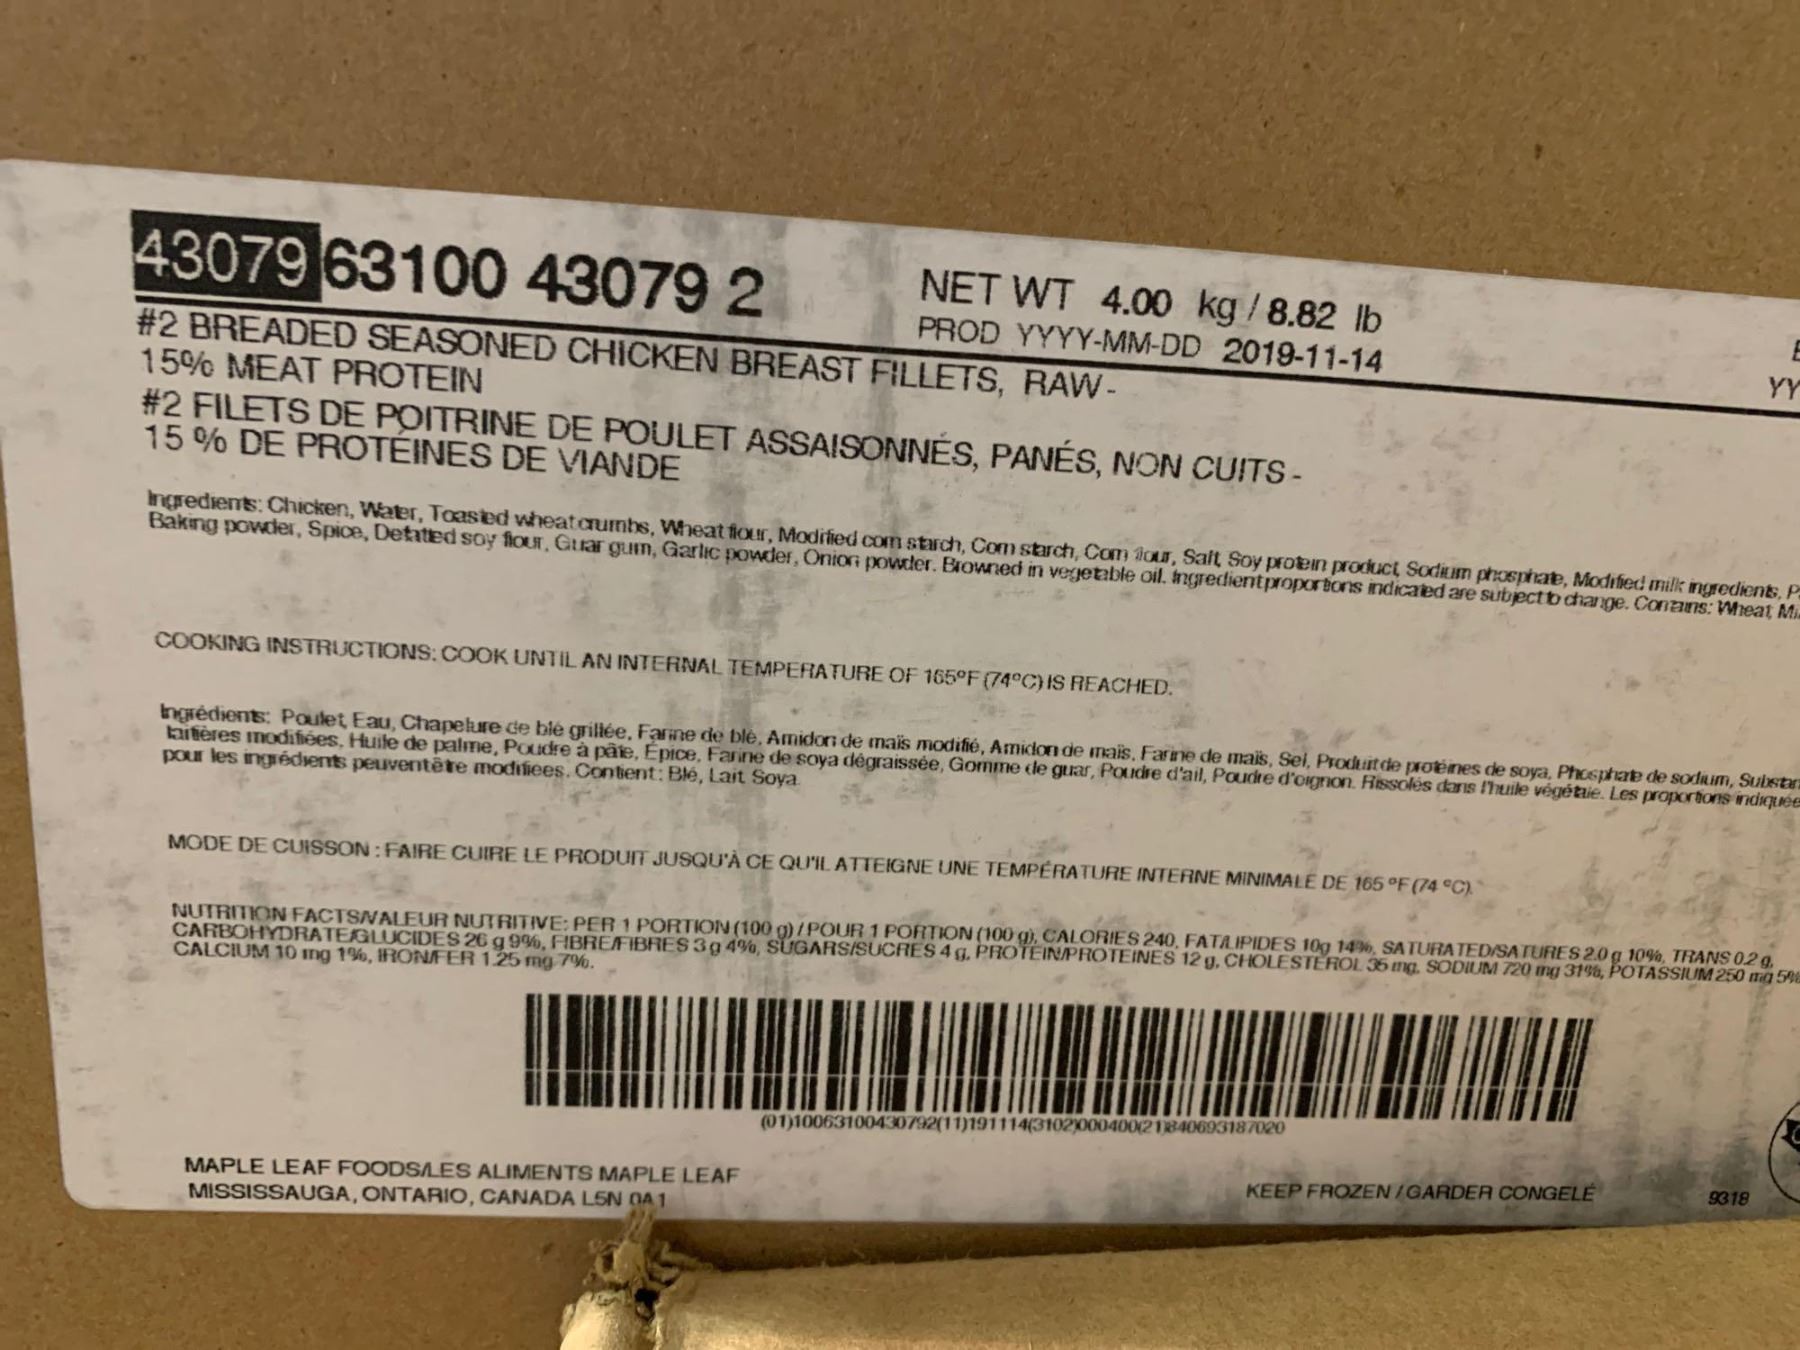 43079 63100 43079 2
NET WT 4.00 kg / 8.82 lb
PROD YYYY-MM-DD 2019-11-14
YY
#2 BREADED SEASONED CHICKEN BREAST FILLETS, RAW-
15% MEAT PROTEIN
#2 FILETS DE POITRINE DE POULET ASSAISONNÉS, PANÉS, NON CUITS -
15 % DE PROTÉINES DE VIANDE
Ingredients: Chicken, Water, Toasted wheat crumbs, Wheat flour, Modified corn starch, Corn starch, Corn flour, Salt, Soy protein product, Sodium phosphate, Modified milk ingredients,
Baking powder, Spice, Defatted soy flour, Guar gum, Garlic powder, Onion powder. Browned in vegetable oil. Ingredient proportions indicated are subject to change. Contains: Wheat,
COOKING INSTRUCTIONS: COOK UNTIL AN INTERNAL TEMPERATURE OF 165°F (74°C) IS REACHED.
Ingrédients: Poulet, Eau, Chapelure de blé grillée, Farine de blé, Amidon de maïs modifié, Amidon de maïs, Farine de maïs, Sel, Produit de protéines de soya, Phosphate de sodium, Substan
laitières modifiées, Huile de palme, Poudre à pâte, Épice, Farine de soya dégraissée, Gomme de guar, Poudre d'ail, Poudre d'oignon. Rissolés dans l'huile végétale. Les proportions indiquée
pour les ingrédients peuvent être modifiees. Contient: Blé, Lait, Soya.
MODE DE CUISSON : FAIRE CUIRE LE PRODUIT JUSQU'À CE QU'IL ATTEIGNE UNE TEMPÉRATURE INTERNE MINIMALE DE 165 °F (74 °C).
NUTRITION FACTS/VALEUR NUTRITIVE: PER 1 PORTION (100 g) / POUR 1 PORTION (100 g), CALORIES 240, FAT/LIPIDES 10g 14%, SATURATED/SATURES 2.0 g 10%, TRANS 0.2 g,
CARBOHYDRATE/GLUCIDES 26 g 9%, FIBRE/FIBRES 3 g 4%, SUGARS/SUCRES 4 g, PROTEIN/PROTEINES 12 g, CHOLESTEROL 35 mg, SODIUM 720 mg 31%, POTASSIUM 250 mg 5%
CALCIUM 10 mg 1%, IRON/FER 1.25 mg 7%.
(01)10063100430792(11)191114(3102)000400(21)840693187020
MAPLE LEAF FOODS/LES ALIMENTS MAPLE LEAF
MISSISSAUGA, ONTARIO, CANADA L5N 0A1
KEEP FROZEN / GARDER CONGELÉ
9318